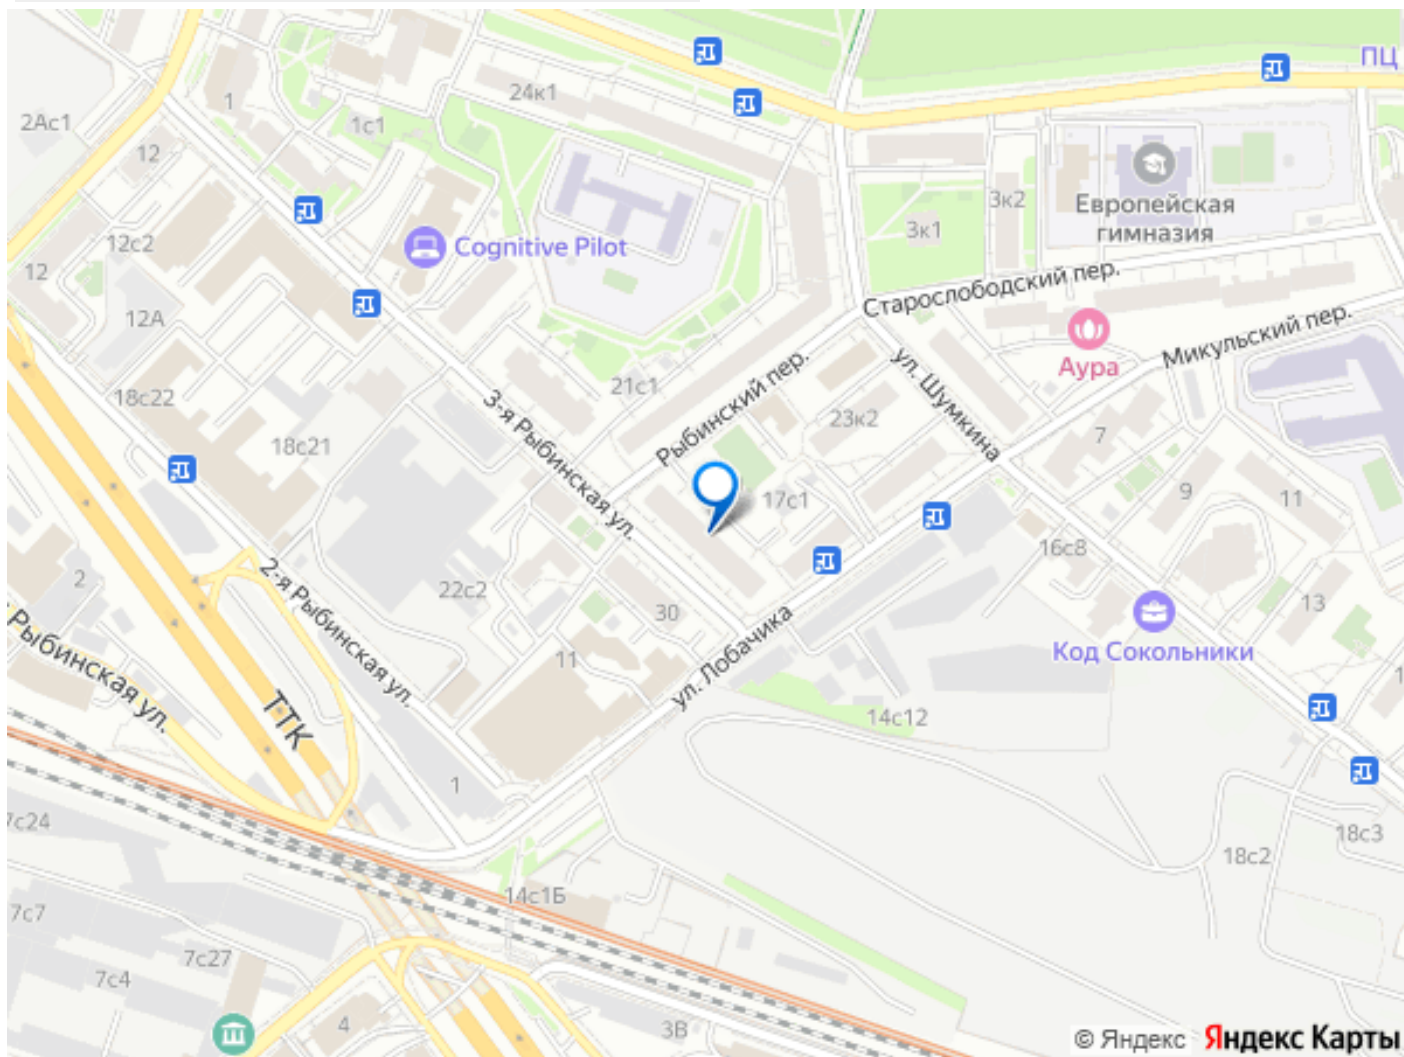 ПЦ
24к1
1
2Ас1
1с1
12
3к2
Европейская
гимназия
3к1
12с2
Cognitive Pilot
12
Старослободский пер.
12А
Микульский пер.
Аура
ул. Шумкина
21с1
Рыбинский пер.
18с22
3-я Рыбинская ул.
23к2
7
18с21
17с1
9
11
16с8
2
2-я Рыбинская ул.
22с2
30
13
Рыбинская ул.
11
ул. Лобачика
Код Сокольники
ТТК
14с12
1
7с24
18с3
18с2
14с1Б
7с7
7с27
7с4
4
3В
© Яндекс Яндекс Карты